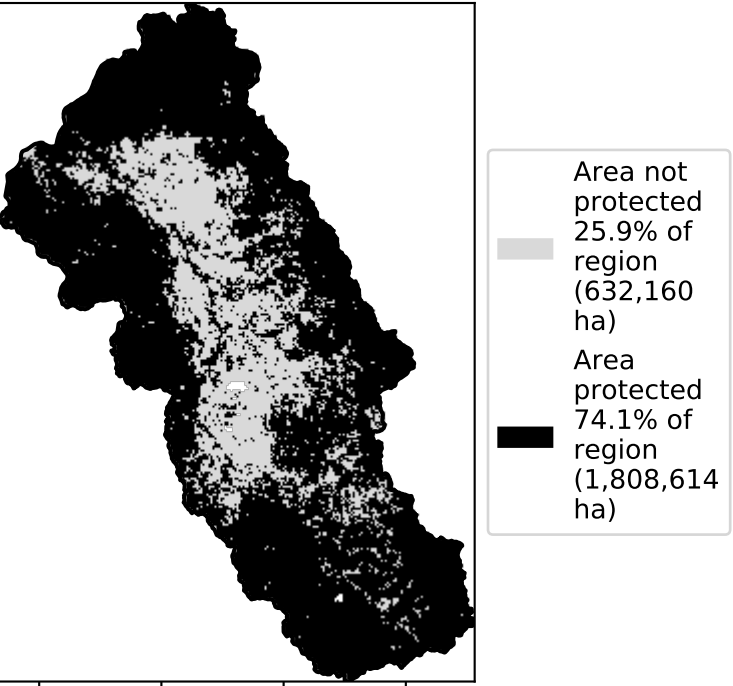 Area not
protected
25.9% of
region
(632,160
ha)
Area
protected
74.1% of
region
(1,808,614
ha)